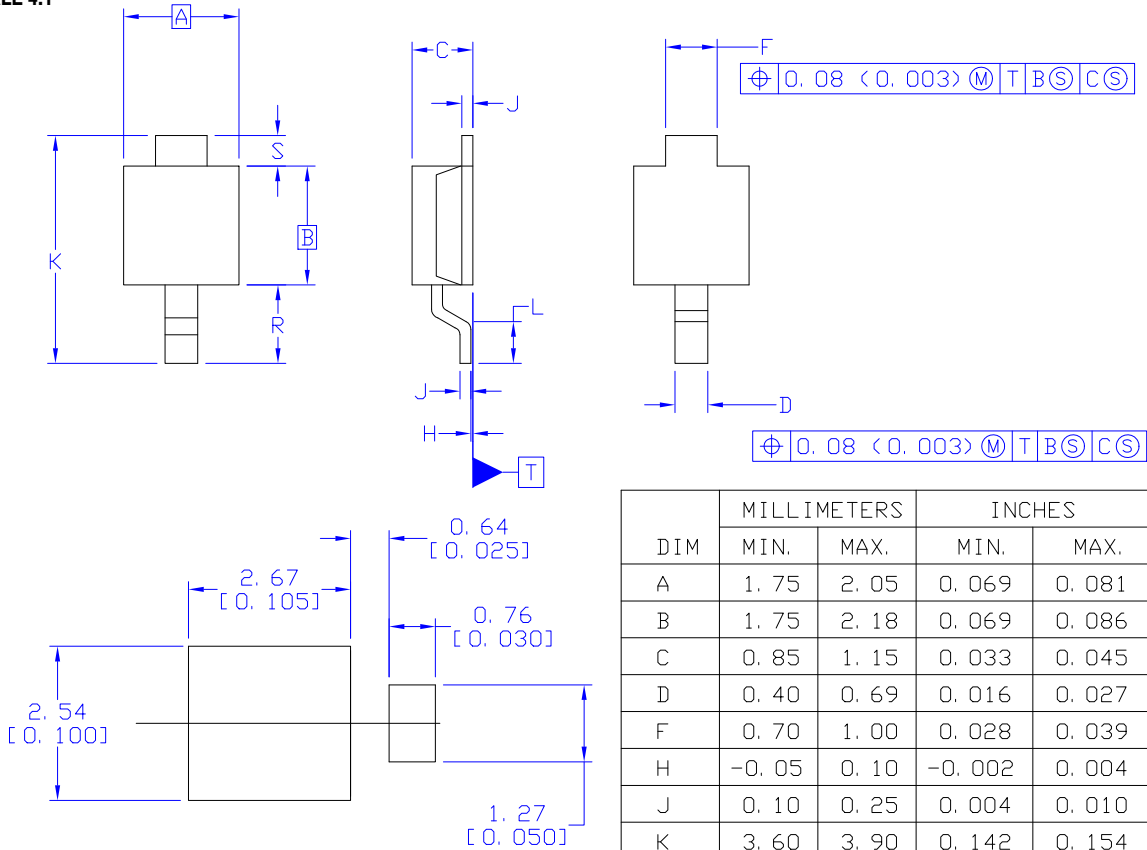 A
C
F
⌖ 0.08 (0.003) Ⓜ T B Ⓢ C Ⓢ
J
S
B
K
R
L
J
D
H
T
⌖ 0.08 (0.003) Ⓜ T B Ⓢ C Ⓢ
0.64
[0.025]
2.67
[0.105]
0.76
[0.030]
2.54
[0.100]
1.27
[0.050]
MILLIMETERS INCHES
DIM MIN. MAX. MIN. MAX.
A 1.75 2.05 0.069 0.081
B 1.75 2.18 0.069 0.086
C 0.85 1.15 0.033 0.045
D 0.40 0.69 0.016 0.027
F 0.70 1.00 0.028 0.039
H -0.05 0.10 -0.002 0.004
J 0.10 0.25 0.004 0.010
K 3.60 3.90 0.142 0.154